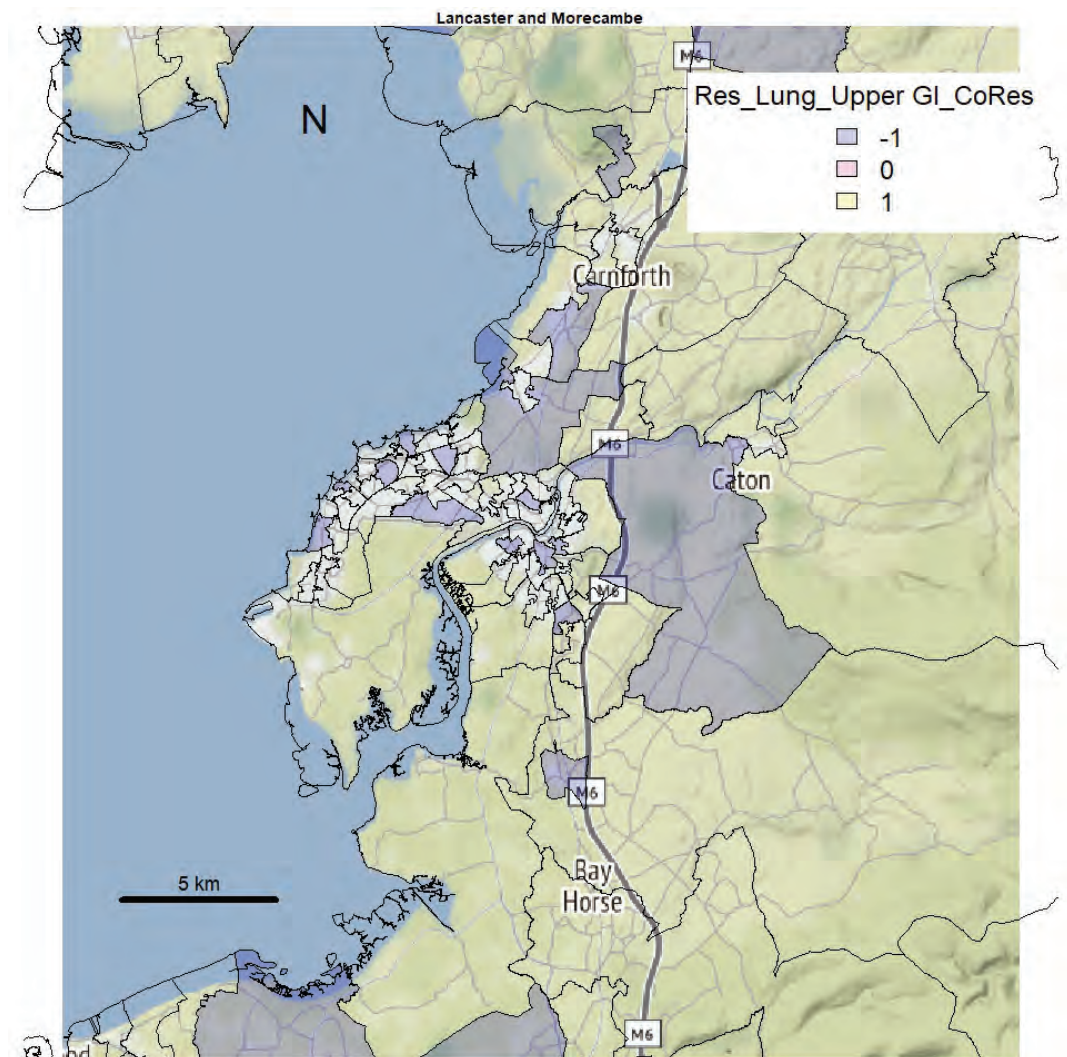 Lancaster and Morecambe
M6
Res_Lung_Upper GI_CoRes
-1
0
1
N
Carnforth
M6
Caton
M6
M6
Bay
Horse
5 km
M6